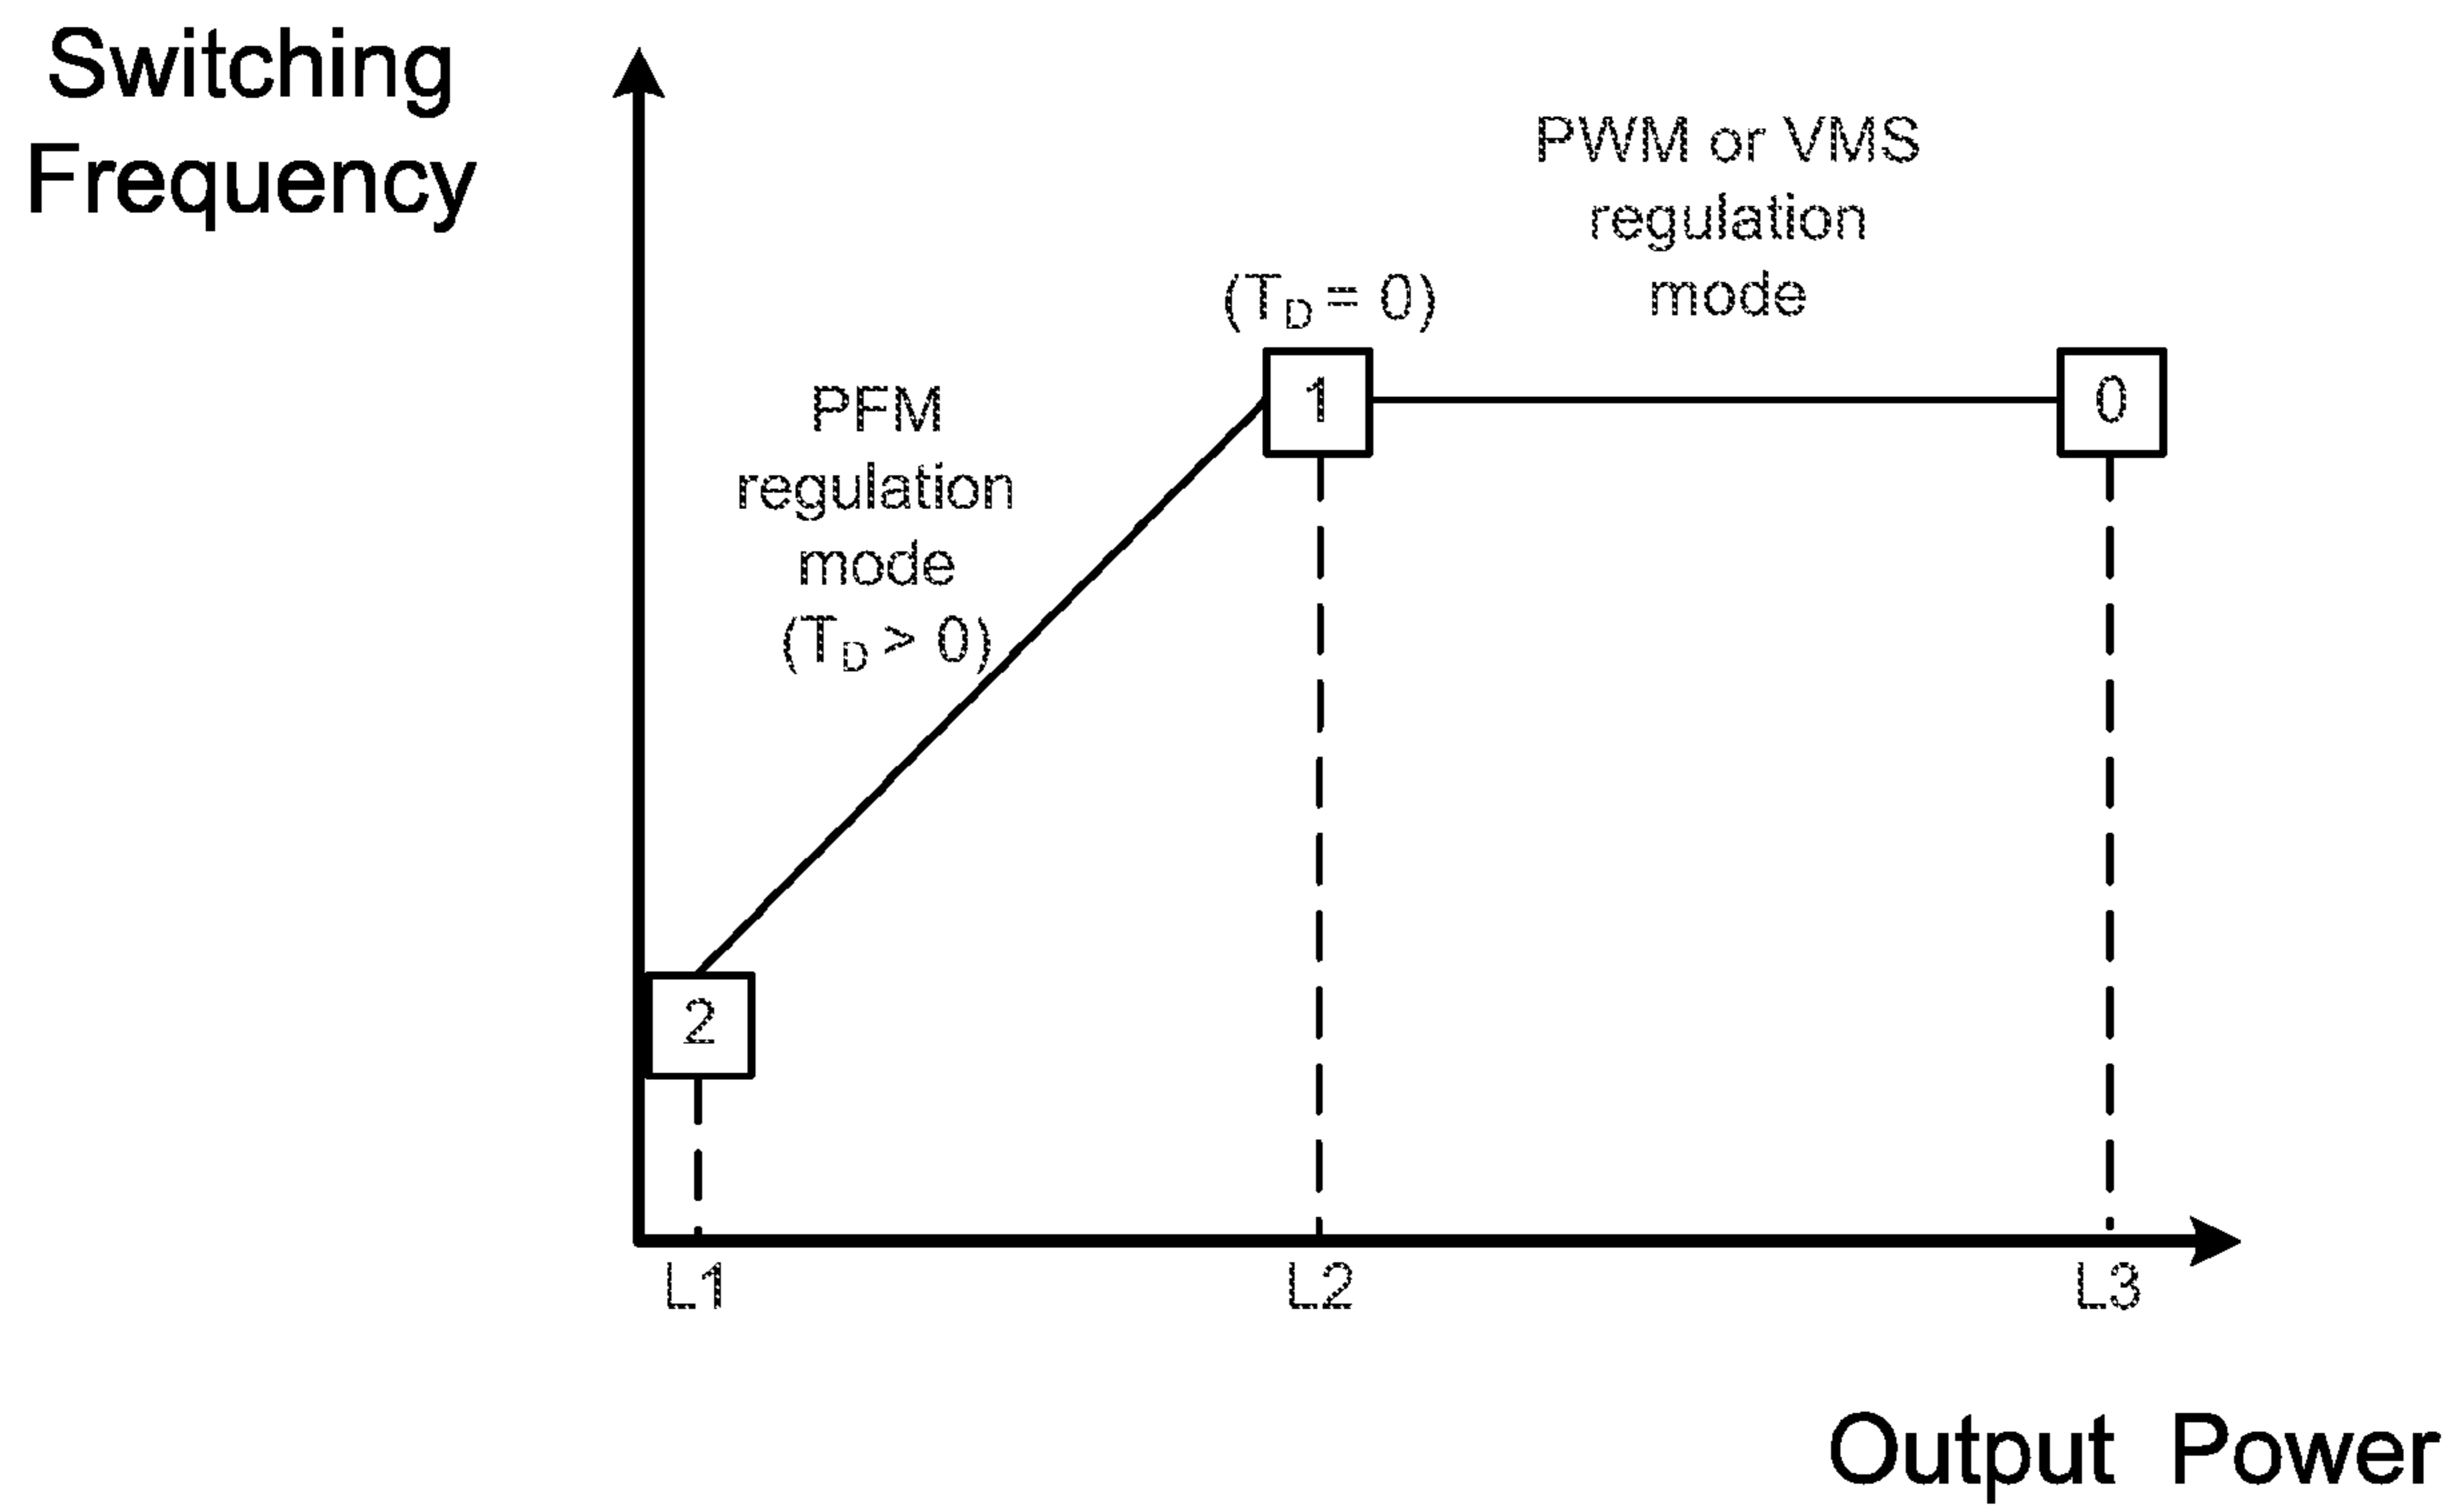 Switching
Frequency
PWM or VMS
regulation
mode
(TD = 0)
1
0
PFM
regulation
mode
(TD > 0)
2
L1
L2
L3
Output Power